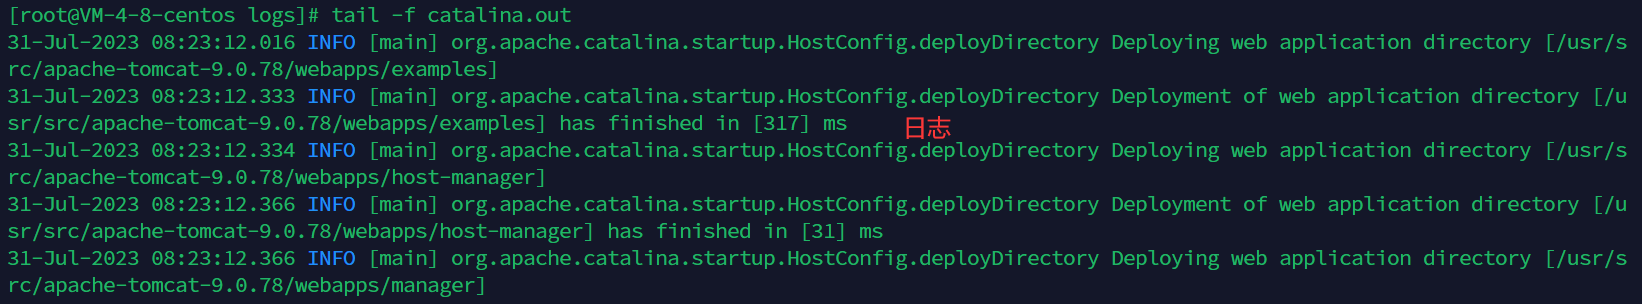 [root@VM-4-8-centos logs]# tail -f catalina.out
31-Jul-2023 08:23:12.016 INFO [main] org.apache.catalina.startup.HostConfig.deployDirectory Deploying web application directory [/usr/s
rc/apache-tomcat-9.0.78/webapps/examples]
31-Jul-2023 08:23:12.333 INFO [main] org.apache.catalina.startup.HostConfig.deployDirectory Deployment of web application directory [/u
sr/src/apache-tomcat-9.0.78/webapps/examples] has finished in [317] ms
日志
31-Jul-2023 08:23:12.334 INFO [main] org.apache.catalina.startup.HostConfig.deployDirectory Deploying web application directory [/usr/s
rc/apache-tomcat-9.0.78/webapps/host-manager]
31-Jul-2023 08:23:12.366 INFO [main] org.apache.catalina.startup.HostConfig.deployDirectory Deployment of web application directory [/u
sr/src/apache-tomcat-9.0.78/webapps/host-manager] has finished in [31] ms
31-Jul-2023 08:23:12.366 INFO [main] org.apache.catalina.startup.HostConfig.deployDirectory Deploying web application directory [/usr/s
rc/apache-tomcat-9.0.78/webapps/manager]